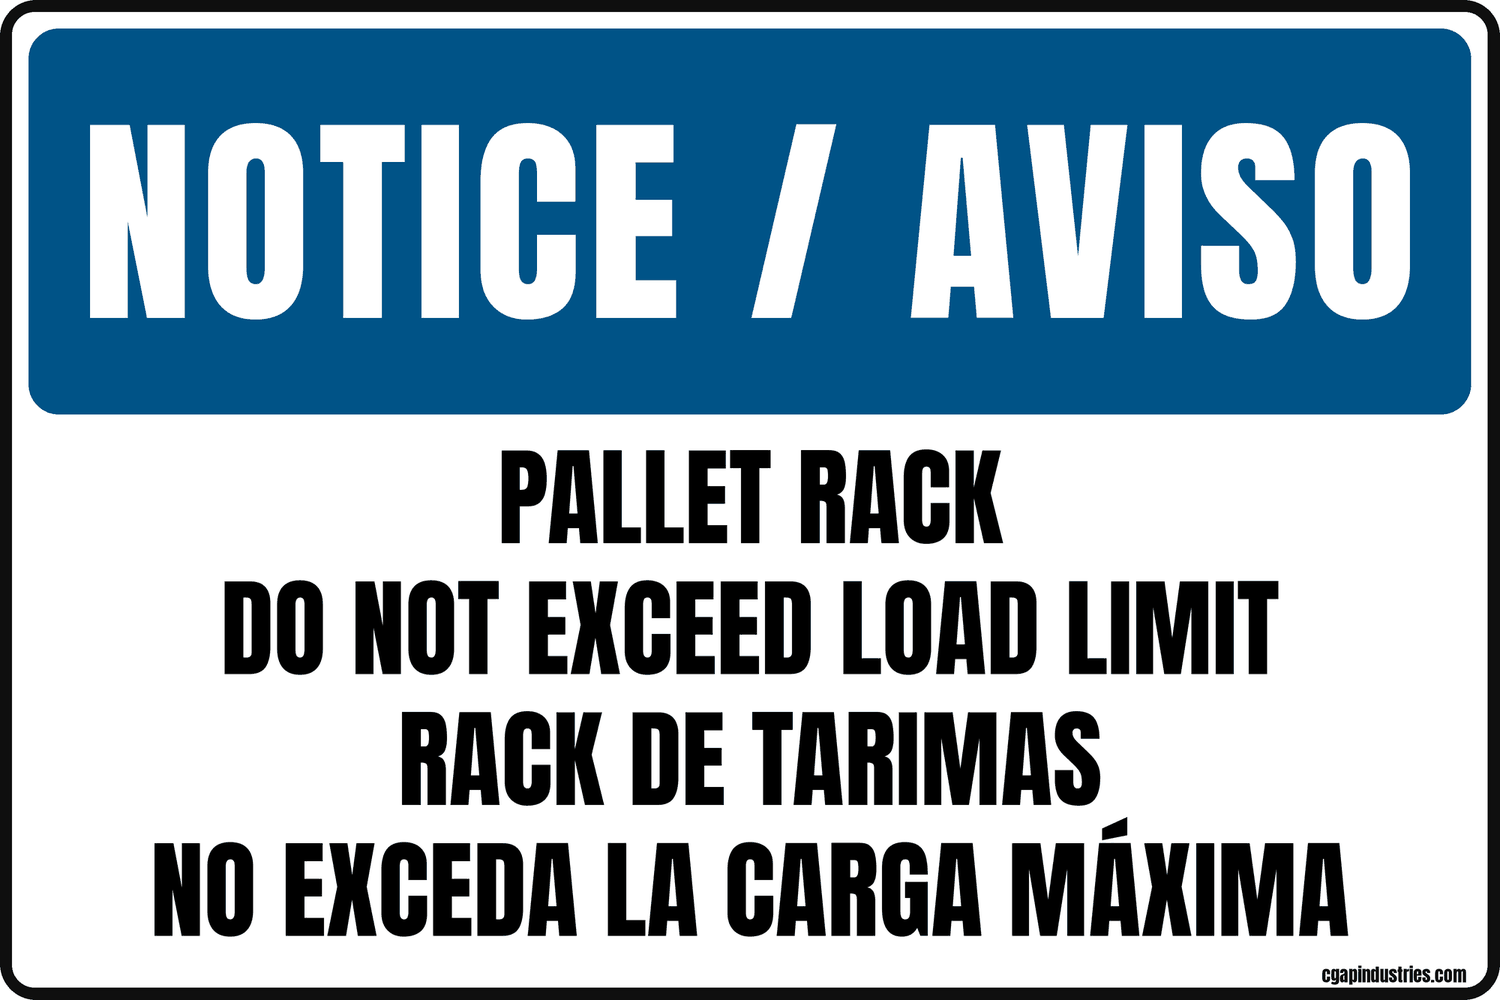 NOTICE / AVISO
PALLET RACK
DO NOT EXCEED LOAD LIMIT
RACK DE TARIMAS
NO EXCEDA LA CARGA MÁXIMA
cgapindustries.com